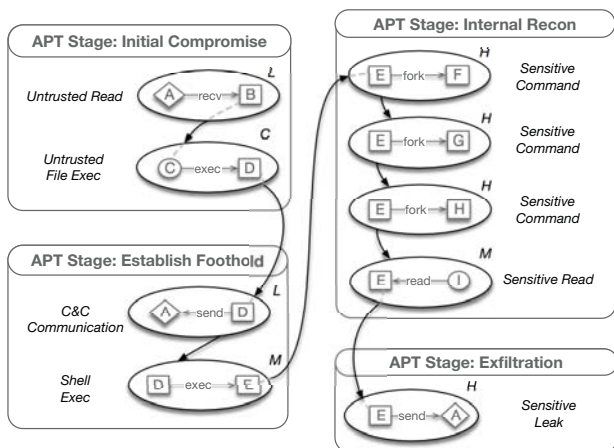 APT Stage: Initial Compromise
L
Untrusted Read
A recv B
C
Untrusted
File Exec
C exec D
APT Stage: Establish Foothold
L
C&C
Communication
A send D
M
Shell
Exec
D exec E
APT Stage: Internal Recon
H
E fork F
Sensitive
Command
H
E fork G
Sensitive
Command
H
E fork H
Sensitive
Command
M
E read I
Sensitive Read
APT Stage: Exfiltration
H
E send A
Sensitive
Leak